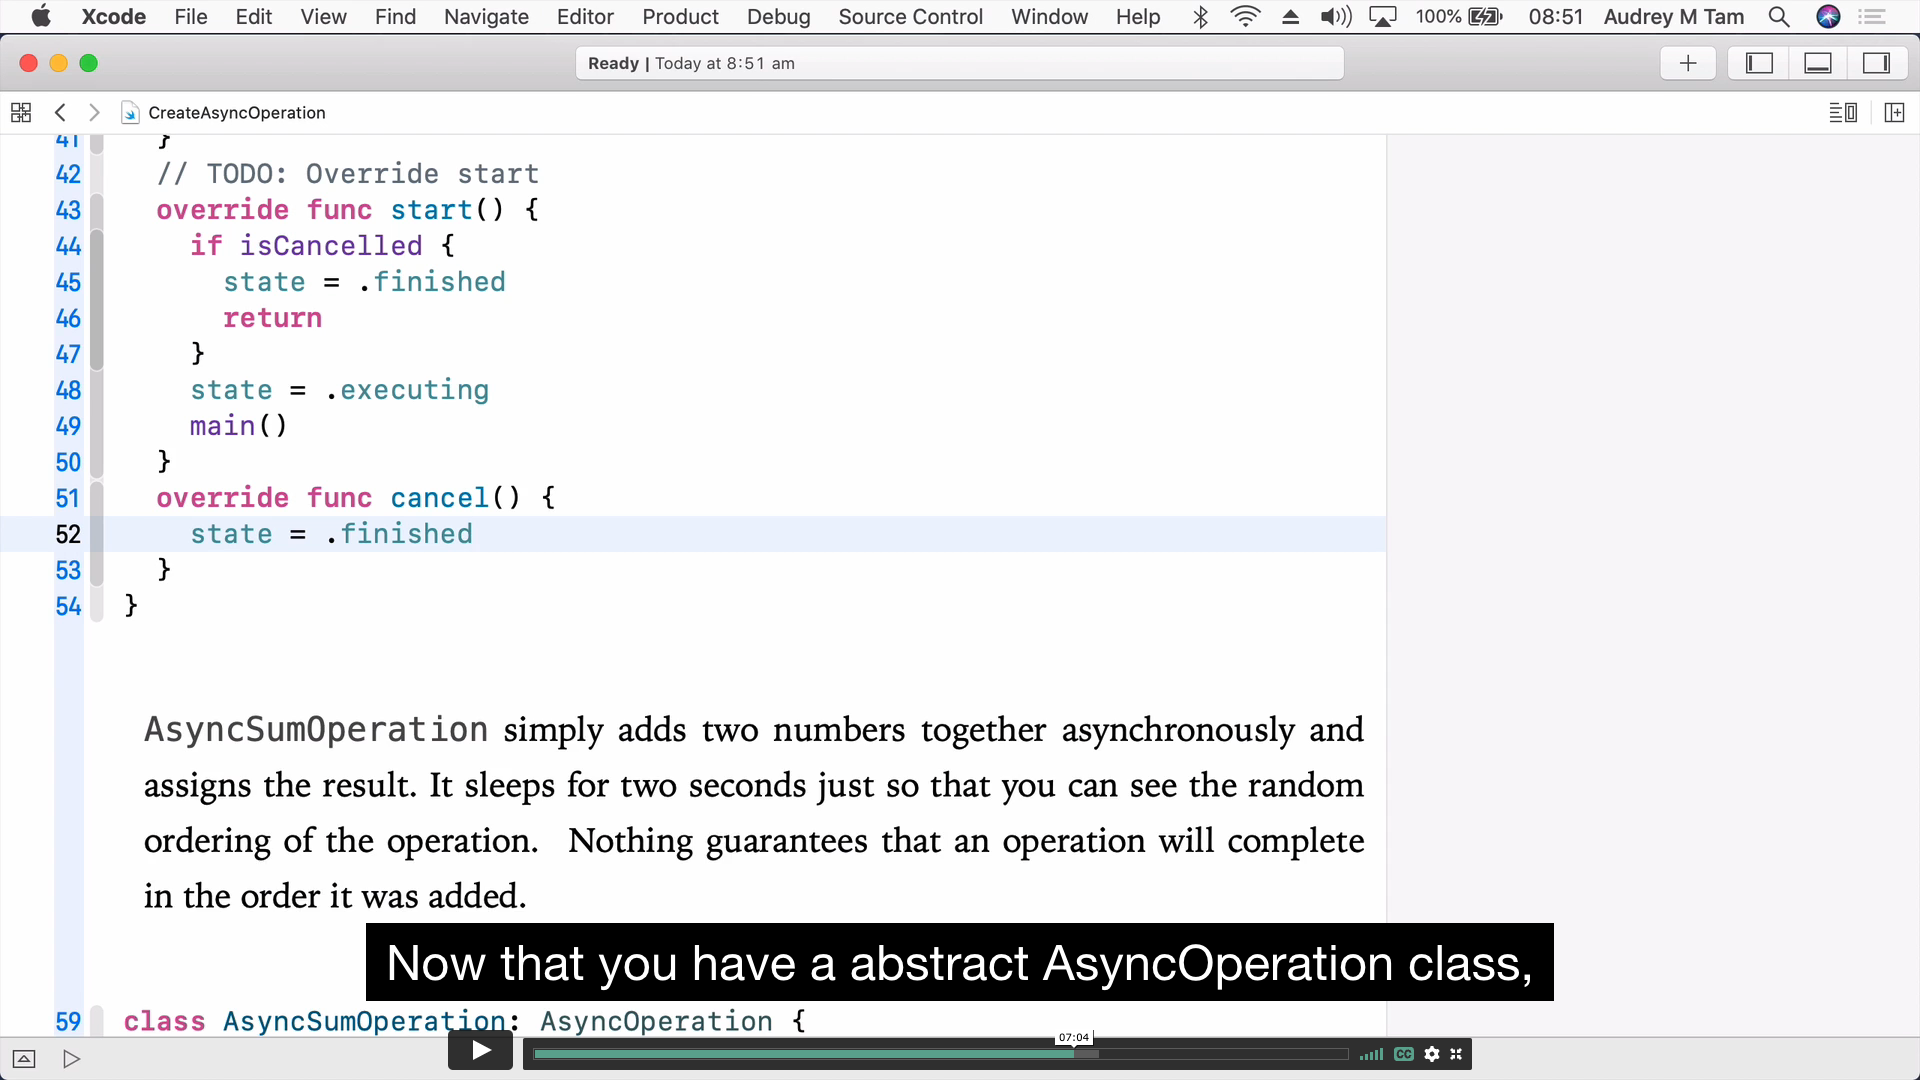 Xcode File Edit View Find Navigate Editor Product Debug Source Control Window Help 100% 08:51 Audrey M Tam
Ready | Today at 8:51 am
CreateAsyncOperation
41 }
42 // TODO: Override start
43 override func start() {
44 if isCancelled {
45 state = .finished
46 return
47 }
48 state = .executing
49 main()
50 }
51 override func cancel() {
52 state = .finished
53 }
54 }
AsyncSumOperation simply adds two numbers together asynchronously and
assigns the result. It sleeps for two seconds just so that you can see the random
ordering of the operation. Nothing guarantees that an operation will complete
in the order it was added.
Now that you have a abstract AsyncOperation class,
59 class AsyncSumOperation: AsyncOperation {
07:04
CC